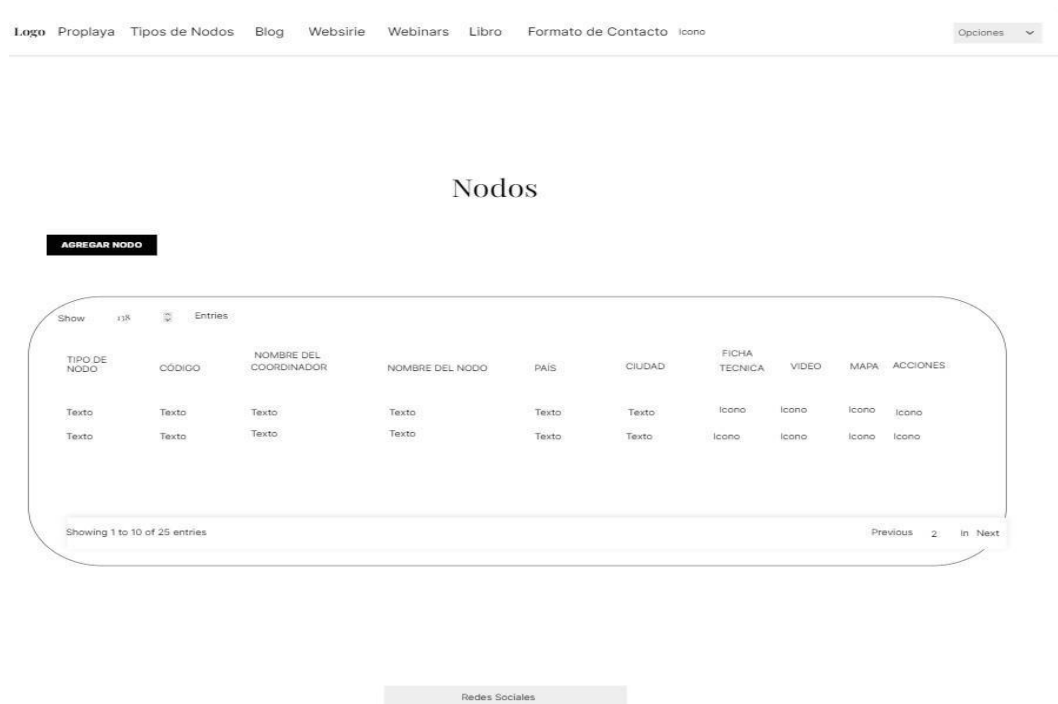 Logo Proplaya Tipos de Nodos Blog Websirie Webinars Libro Formato de Contacto Icono Opciones
Nodos
AGREGAR NODO
Show 138 Entries
TIPO DE NODO CÓDIGO NOMBRE DEL COORDINADOR NOMBRE DEL NODO PAÍS CIUDAD FICHA TECNICA VIDEO MAPA ACCIONES
Texto Texto Texto Texto Texto Texto Icono Icono Icono Icono
Texto Texto Texto Texto Texto Texto Icono Icono Icono Icono
Showing 1 to 10 of 25 entries Previous 2 In Next
Redes Sociales